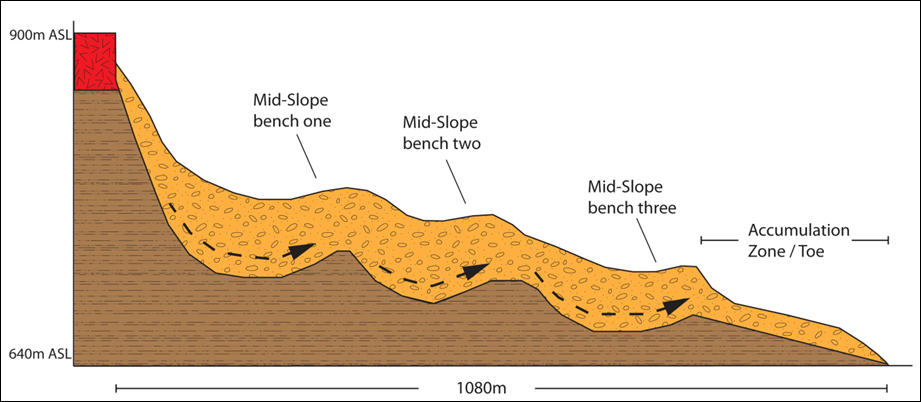 900m ASL
Mid-Slope
bench one
Mid-Slope
bench two
Mid-Slope
bench three
Accumulation
Zone / Toe
640m ASL
1080m